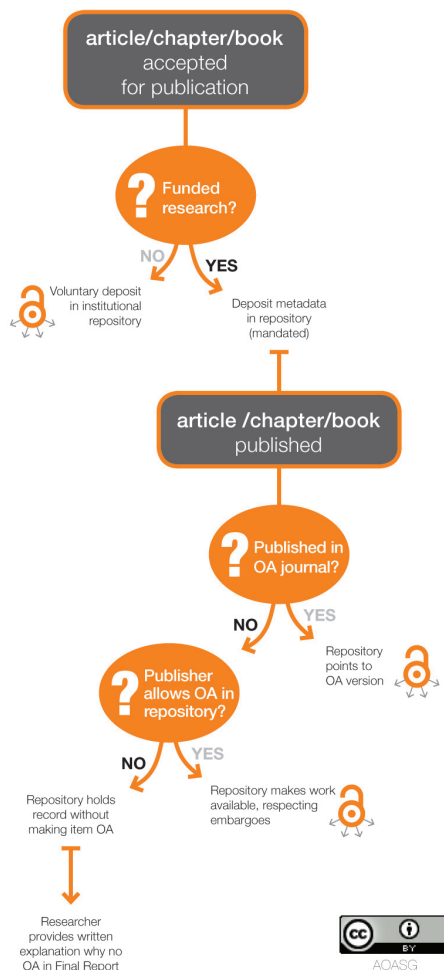 article/chapter/book
accepted
for publication
? Funded
research?
NO
YES
Voluntary deposit
in institutional
repository
Deposit metadata
in repository
(mandated)
article /chapter/book
published
? Published in
OA journal?
NO
YES
Repository
points to
OA version
? Publisher
allows OA in
repository?
NO
YES
Repository holds
record without
making item OA
Repository makes work
available, respecting
embargoes
Researcher
provides written
explanation why no
OA in Final Report
cc
BY
AOASG